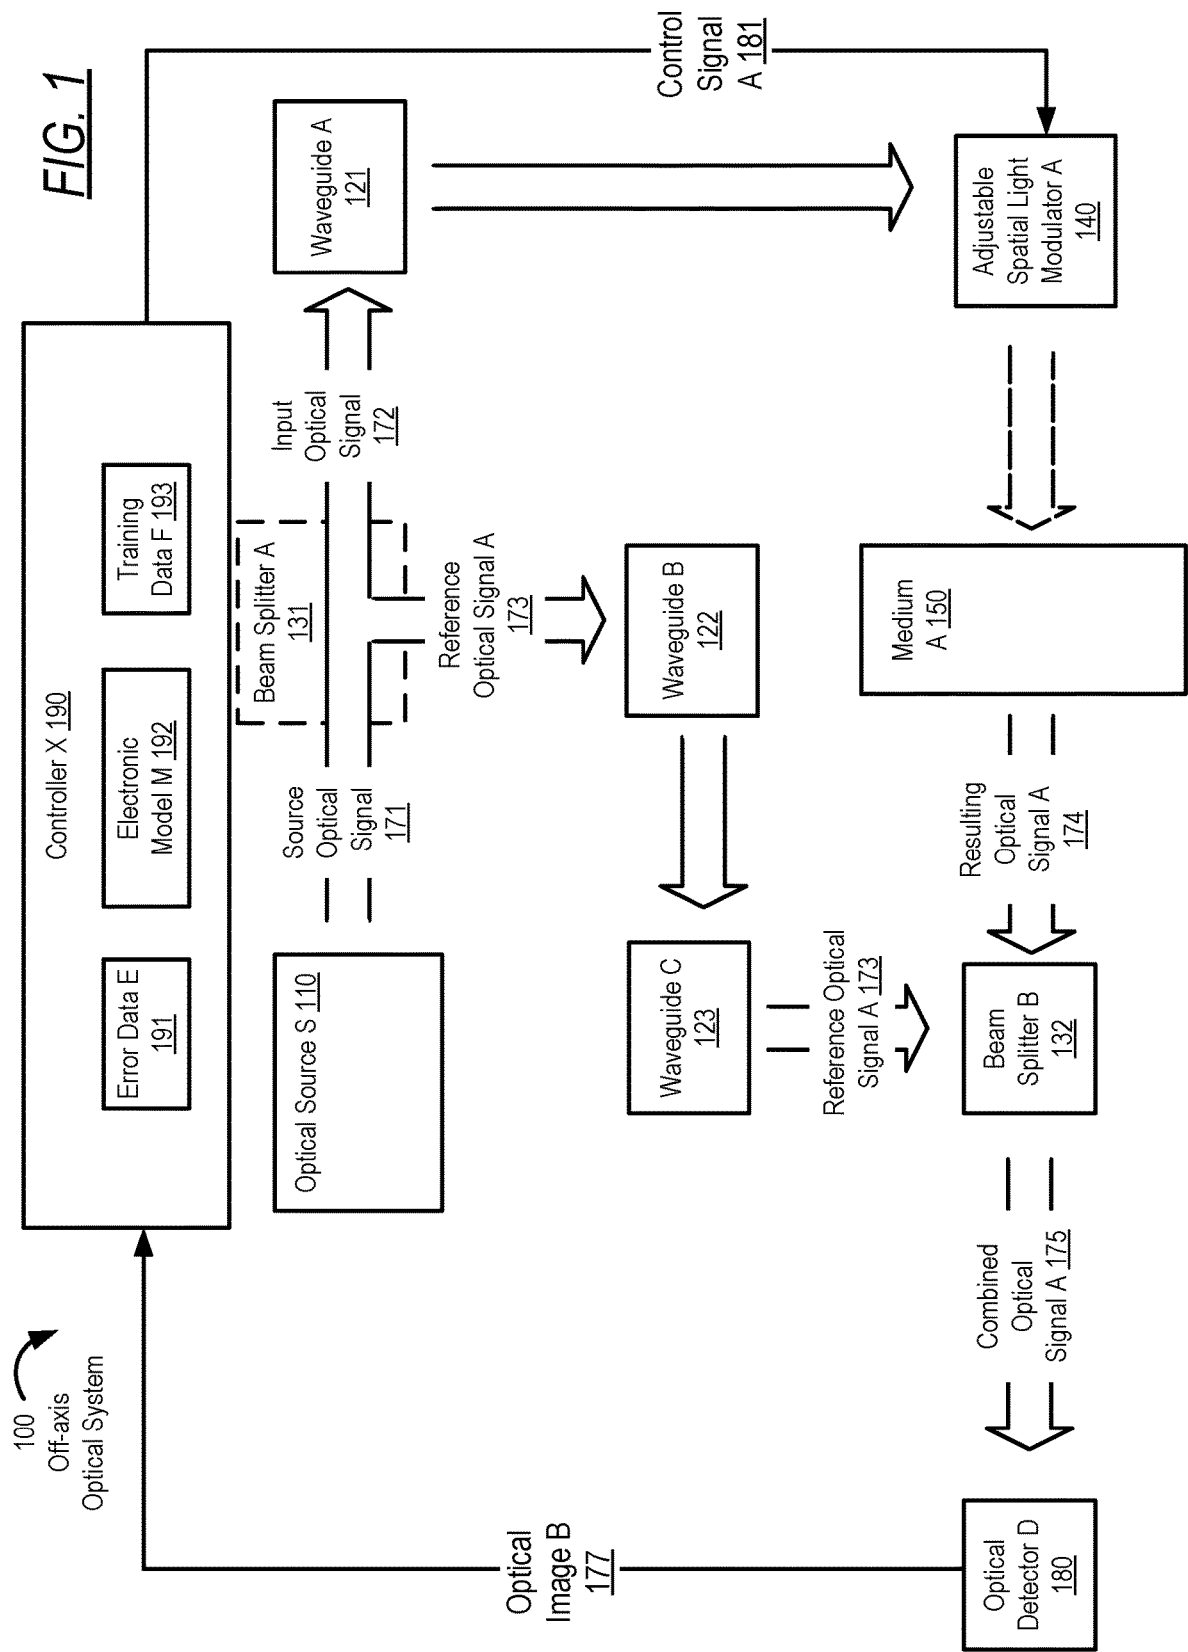 FIG. 1
100
Off-axis
Optical System
Controller X 190
Error Data E
191
Electronic
Model M 192
Training
Data F 193
Optical Source S 110
Source
Optical
Signal
171
Beam Splitter A
131
Input
Optical
Signal
172
Waveguide A
121
Control
Signal
A 181
Reference
Optical Signal A
173
Waveguide B
122
Waveguide C
123
Reference Optical
Signal A 173
Optical
Image B
177
Optical
Detector D
180
Combined
Optical
Signal A 175
Beam
Splitter B
132
Resulting
Optical
Signal A
174
Medium
A 150
Adjustable
Spatial Light
Modulator A
140